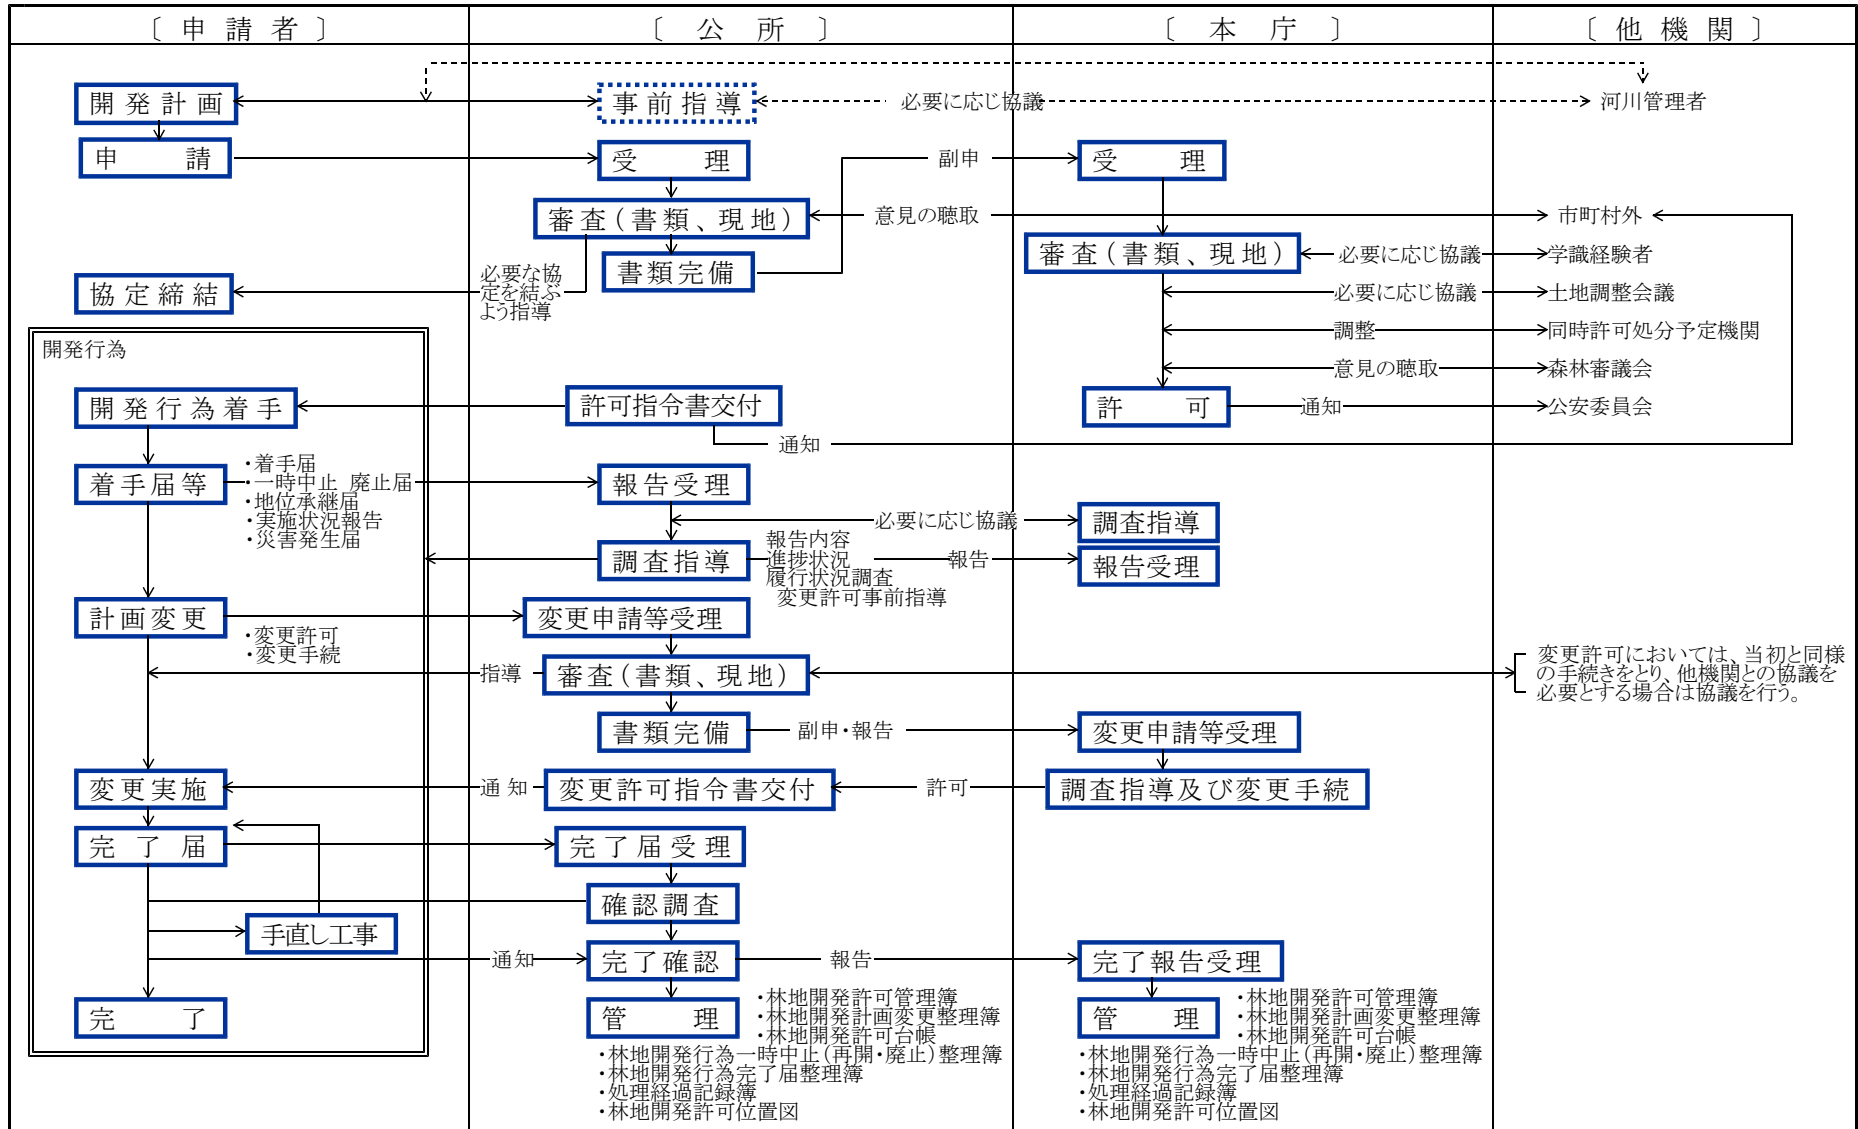 〔 申 請 者 〕
〔 公 所 〕
〔 本 庁 〕
〔 他 機 関 〕
開発計画
事前指導
必要に応じ協議
河川管理者
申 請
受 理
副申
受 理
審査(書類、現地)
意見の聴取
市町村外
書類完備
審査(書類、現地)
必要に応じ協議
学識経験者
協定締結
必要な協
定を結ぶ
よう指導
必要に応じ協議
土地調整会議
調整
同時許可処分予定機関
意見の聴取
森林審議会
開発行為
開発行為着手
許可指令書交付
許 可
通知
公安委員会
通知
着手届等
・着手届
・一時中止 廃止届
・地位承継届
・実施状況報告
・災害発生届
報告受理
必要に応じ協議
調査指導
調査指導
報告内容
進捗状況
履行状況調査
変更許可事前指導
報告
報告受理
計画変更
・変更許可
・変更手続
変更申請等受理
指導
審査(書類、現地)
変更許可においては、当初と同様
の手続きをとり、他機関との協議を
必要とする場合は協議を行う。
書類完備
副申・報告
変更申請等受理
変更実施
通 知
変更許可指令書交付
許可
調査指導及び変更手続
完了届
完了届受理
確認調査
手直し工事
通知
完了確認
報告
完了報告受理
完 了
管 理
・林地開発許可管理簿
・林地開発計画変更整理簿
・林地開発許可台帳
・林地開発行為一時中止(再開・廃止)整理簿
・林地開発行為完了届整理簿
・処理経過記録簿
・林地開発許可位置図
管 理
・林地開発許可管理簿
・林地開発計画変更整理簿
・林地開発許可台帳
・林地開発行為一時中止(再開・廃止)整理簿
・林地開発行為完了届整理簿
・処理経過記録簿
・林地開発許可位置図